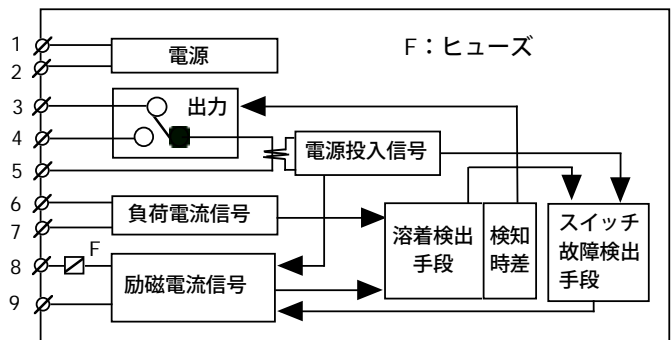 F：ヒューズ
1
電源
2
3
出力
4
電源投入信号
5
6
負荷電流信号
7
溶着検出
手段
検知
時差
スイッチ
故障検出
手段
F
8
励磁電流信号
9